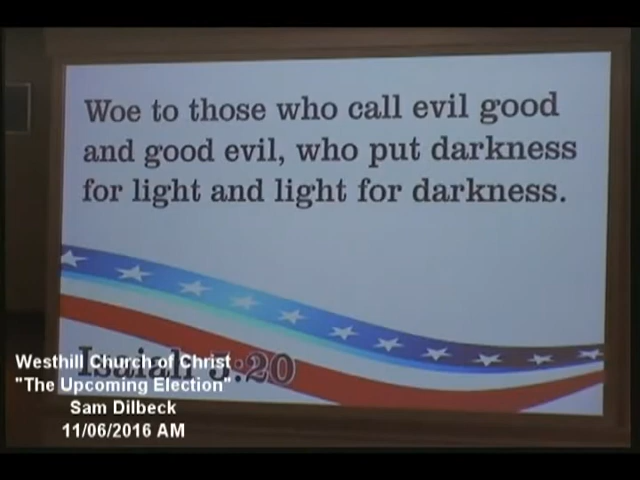 Woe to those who call evil good
and good evil, who put darkness
for light and light for darkness.
Isaiah 5:20
Westhill Church of Christ
"The Upcoming Election"
Sam Dilbeck
11/06/2016 AM